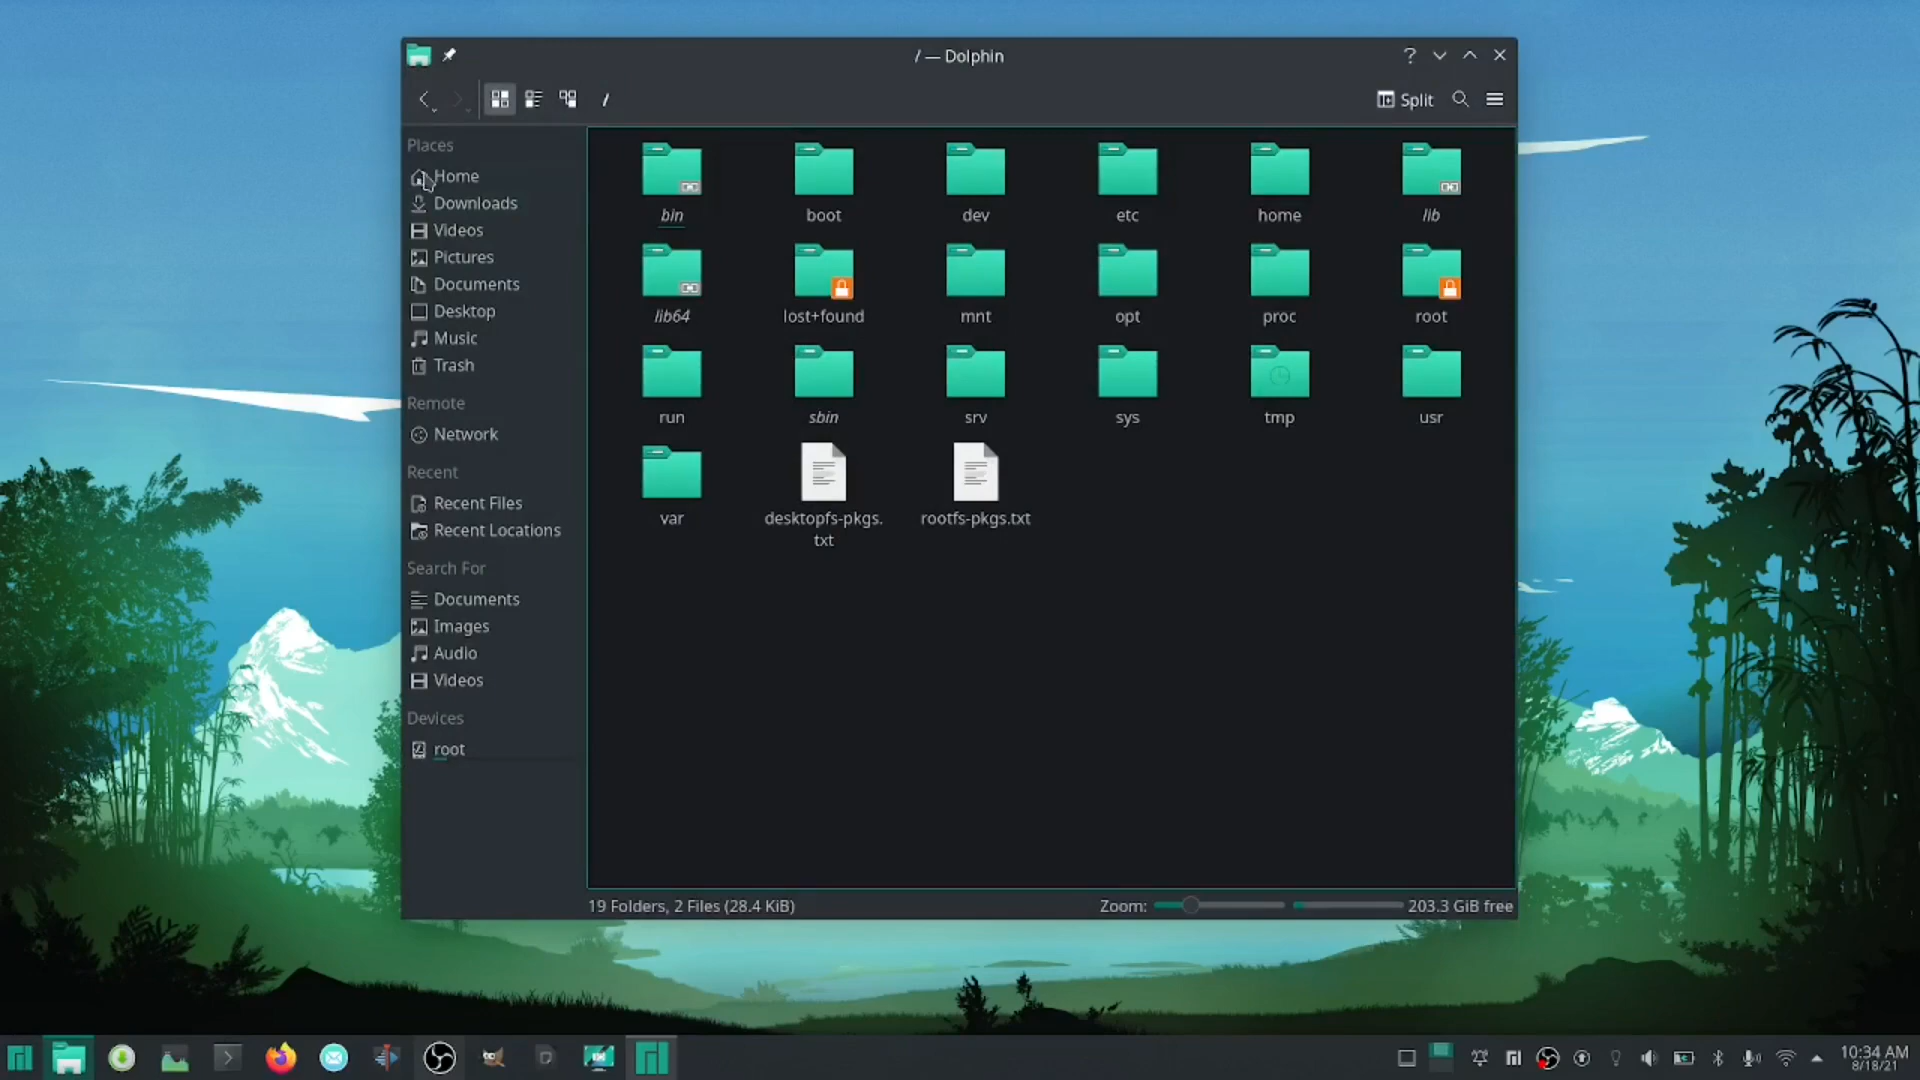 / — Dolphin
/
Split
Places
Home
Downloads
Videos
Pictures
Documents
Desktop
Music
Trash
Remote
Network
Recent
Recent Files
Recent Locations
Search For
Documents
Images
Audio
Videos
Devices
root
bin
boot
dev
etc
home
lib
lib64
lost+found
mnt
opt
proc
root
run
sbin
srv
sys
tmp
usr
var
desktopfs-pkgs.
txt
rootfs-pkgs.txt
19 Folders, 2 Files (28.4 KiB)
Zoom:
203.3 GiB free
10:34 AM
8/18/21